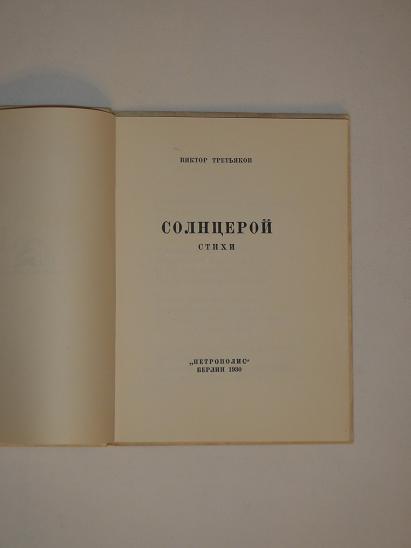 ВИКТОР ТРЕТЬЯКОВ
СОЛНЦЕРОЙ
СТИХИ
„ПЕТРОПОЛИС“
БЕРЛИН 1930